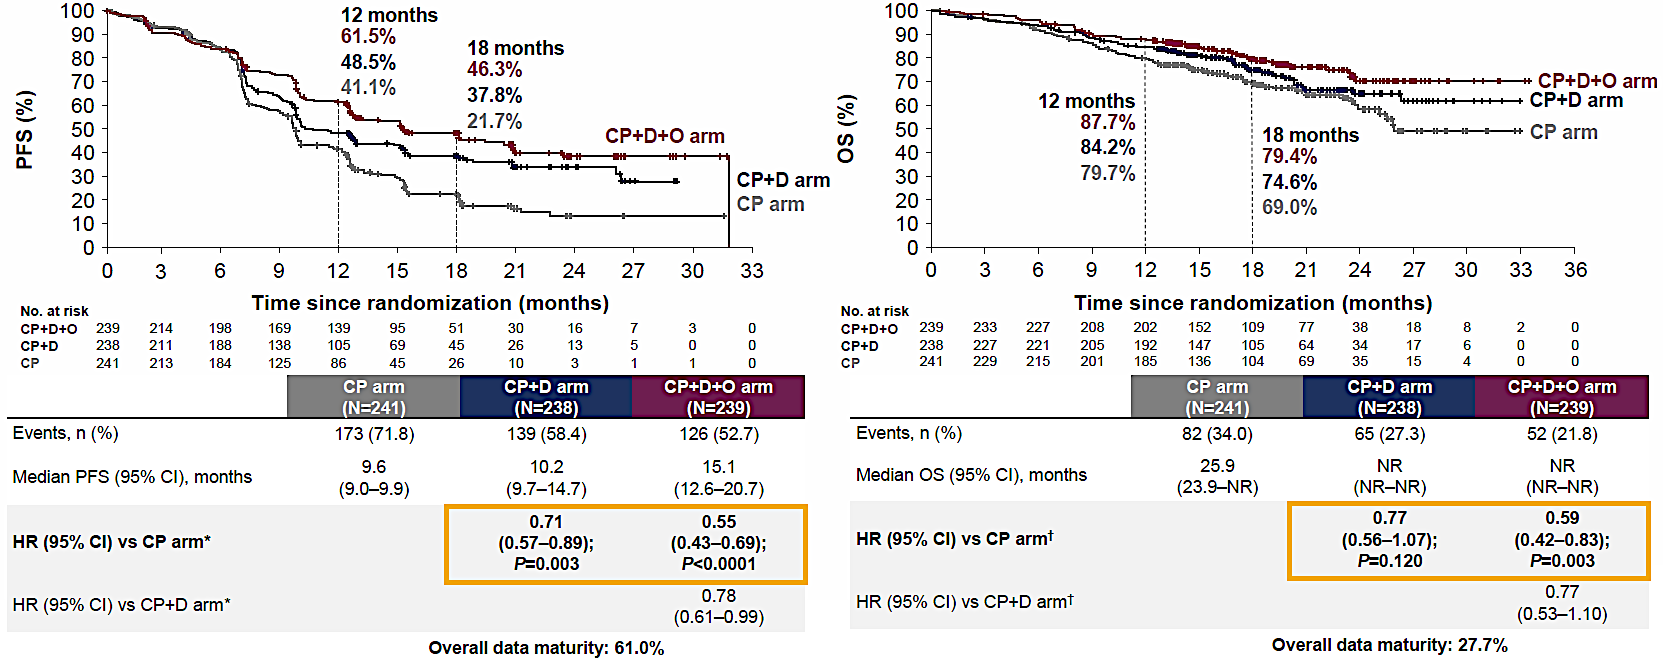 100
90
80
70
60
50
40
30
20
10
0
PFS (%)
12 months
61.5%
48.5%
41.1%
18 months
46.3%
37.8%
21.7%
CP+D+O arm
CP+D arm
CP arm
0 3 6 9 12 15 18 21 24 27 30 33
Time since randomization (months)
No. at risk
CP+D+O 239 214 198 169 139 95 51 30 16 7 3 0
CP+D 238 211 188 138 105 69 45 26 13 5 0 0
CP 241 213 184 125 86 45 26 10 3 1 1 0
CP arm (N=241) CP+D arm (N=238) CP+D+O arm (N=239)
Events, n (%) 173 (71.8) 139 (58.4) 126 (52.7)
Median PFS (95% CI), months 9.6 (9.0–9.9) 10.2 (9.7–14.7) 15.1 (12.6–20.7)
HR (95% CI) vs CP arm* 0.71 (0.57–0.89); P=0.003 0.55 (0.43–0.69); P<0.0001
HR (95% CI) vs CP+D arm* 0.78 (0.61–0.99)
Overall data maturity: 61.0%
100
90
80
70
60
50
40
30
20
10
0
OS (%)
12 months
87.7%
84.2%
79.7%
18 months
79.4%
74.6%
69.0%
CP+D+O arm
CP+D arm
CP arm
0 3 6 9 12 15 18 21 24 27 30 33 36
Time since randomization (months)
No. at risk
CP+D+O 239 233 227 208 202 152 109 77 38 18 8 2 0
CP+D 238 227 221 205 192 147 105 64 34 17 6 0 0
CP 241 229 215 201 185 136 104 69 35 15 4 0 0
CP arm (N=241) CP+D arm (N=238) CP+D+O arm (N=239)
Events, n (%) 82 (34.0) 65 (27.3) 52 (21.8)
Median OS (95% CI), months 25.9 (23.9–NR) NR (NR–NR) NR (NR–NR)
HR (95% CI) vs CP arm† 0.77 (0.56–1.07); P=0.120 0.59 (0.42–0.83); P=0.003
HR (95% CI) vs CP+D arm† 0.77 (0.53–1.10)
Overall data maturity: 27.7%